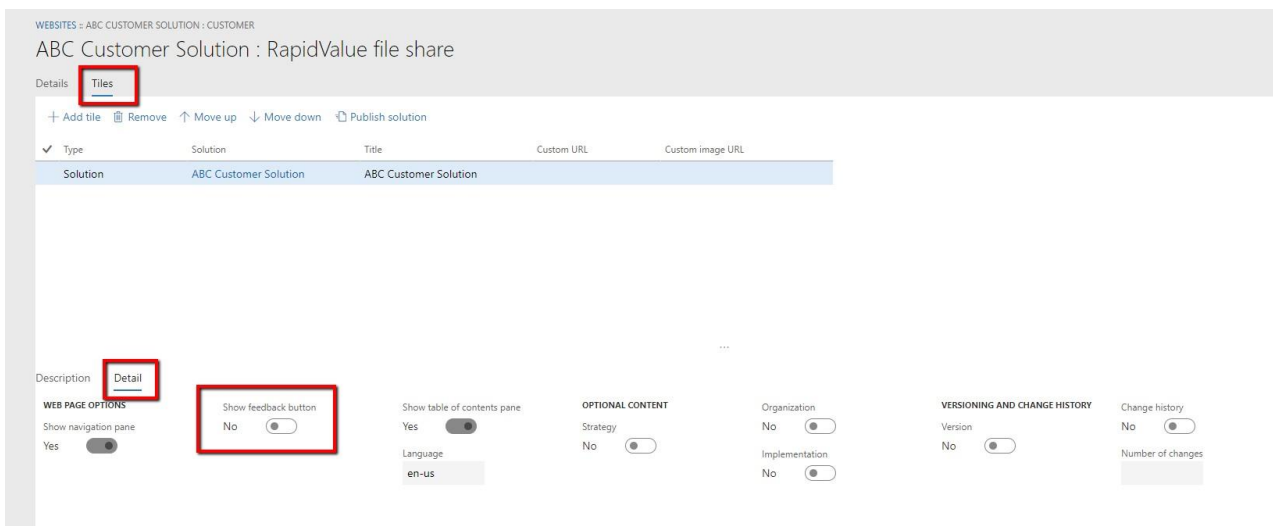 WEBSITES :: ABC CUSTOMER SOLUTION : CUSTOMER
ABC Customer Solution : RapidValue file share
Details Tiles
+ Add tile Remove Move up Move down Publish solution
Type Solution Title Custom URL Custom image URL
Solution ABC Customer Solution ABC Customer Solution
...
Description Detail
WEB PAGE OPTIONS
Show navigation pane
Yes
Show feedback button
No
Show table of contents pane
Yes
Language
en-us
OPTIONAL CONTENT
Strategy
No
Organization
No
Implementation
No
VERSIONING AND CHANGE HISTORY
Version
No
Change history
No
Number of changes